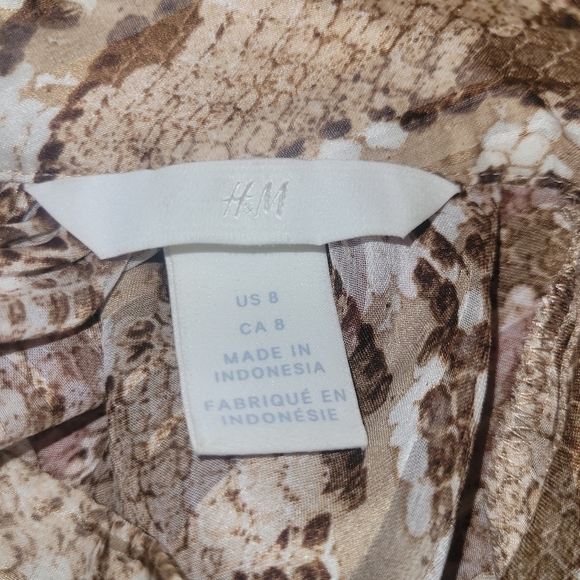 H&M
US 8
CA 8
MADE IN
INDONESIA
FABRIQUÉ EN
INDONÉSIE